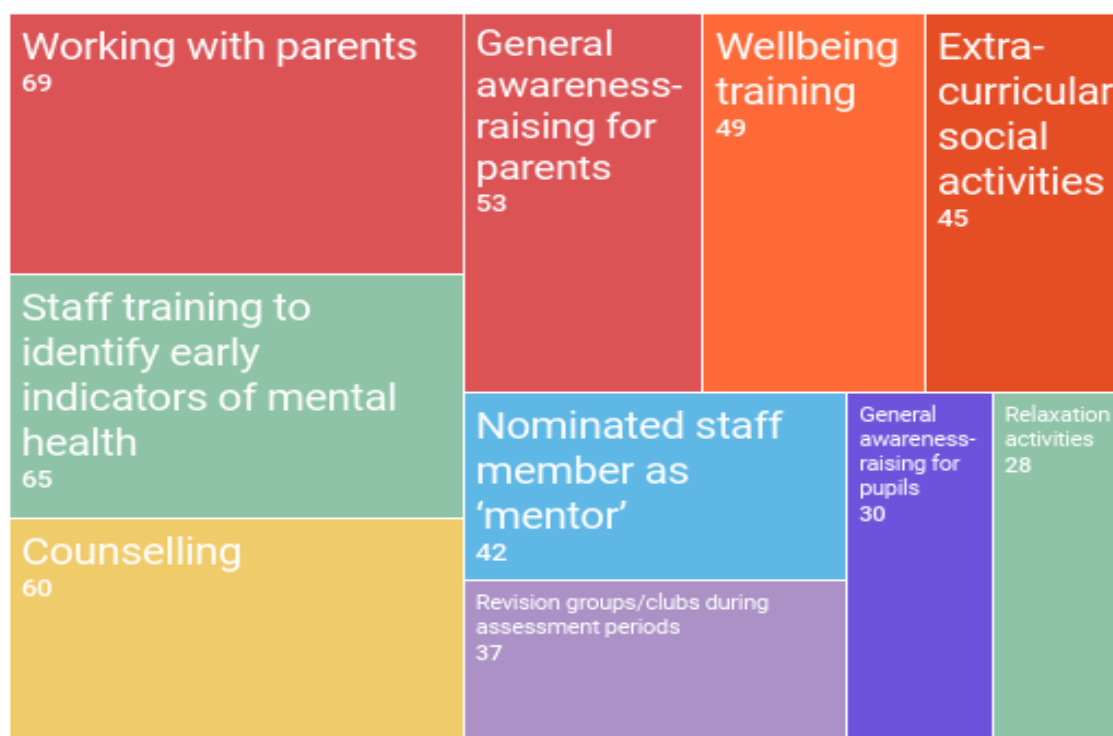 Working with parents
69
Staff training to
identify early
indicators of mental
health
65
Counselling
60
General
awareness-
raising for
parents
53
Wellbeing
training
49
Extra-
curricular
social
activities
45
Nominated staff
member as
‘mentor’
42
Revision groups/clubs during
assessment periods
37
General
awareness-
raising for
pupils
30
Relaxation
activities
28